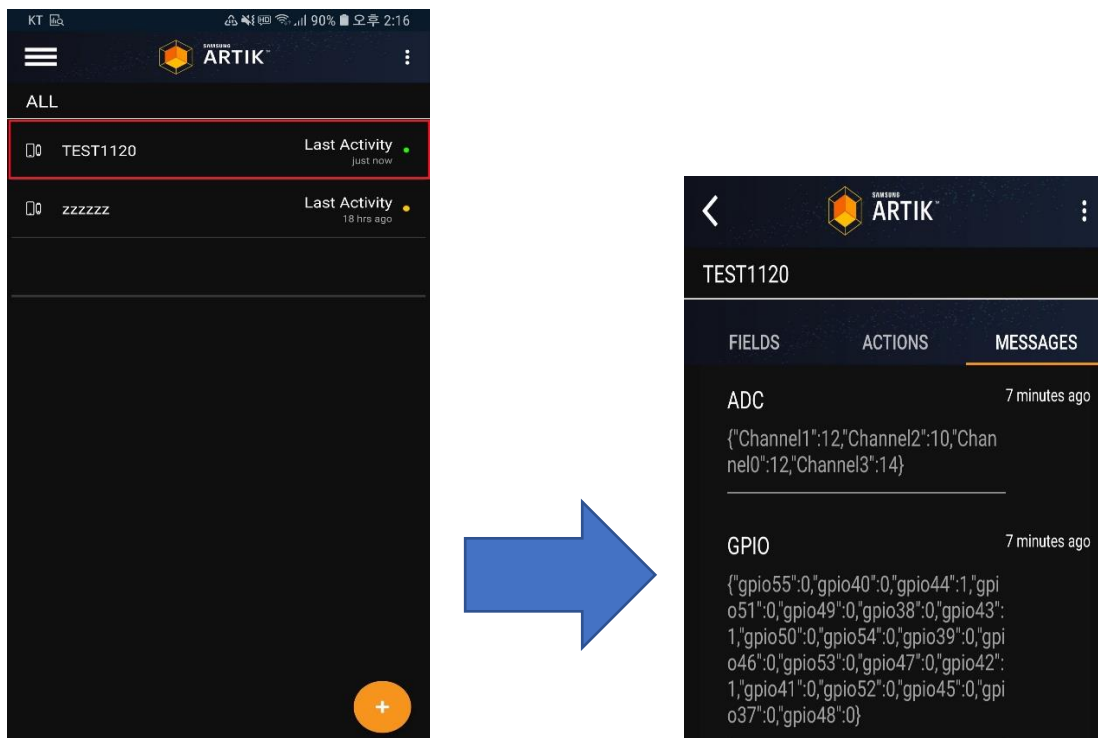 KT
90% 오후 2:16
SAMSUNG
ARTIK™
ALL
TEST1120
Last Activity
just now
zzzzzz
Last Activity
18 hrs ago
+
SAMSUNG
ARTIK™
TEST1120
FIELDS ACTIONS MESSAGES
ADC 7 minutes ago
{"Channel1":12,"Channel2":10,"Chan
nel0":12,"Channel3":14}
GPIO 7 minutes ago
{"gpio55":0,"gpio40":0,"gpio44":1,"gpi
o51":0,"gpio49":0,"gpio38":0,"gpio43":
1,"gpio50":0,"gpio54":0,"gpio39":0,"gpi
o46":0,"gpio53":0,"gpio47":0,"gpio42":
1,"gpio41":0,"gpio52":0,"gpio45":0,"gpi
o37":0,"gpio48":0}